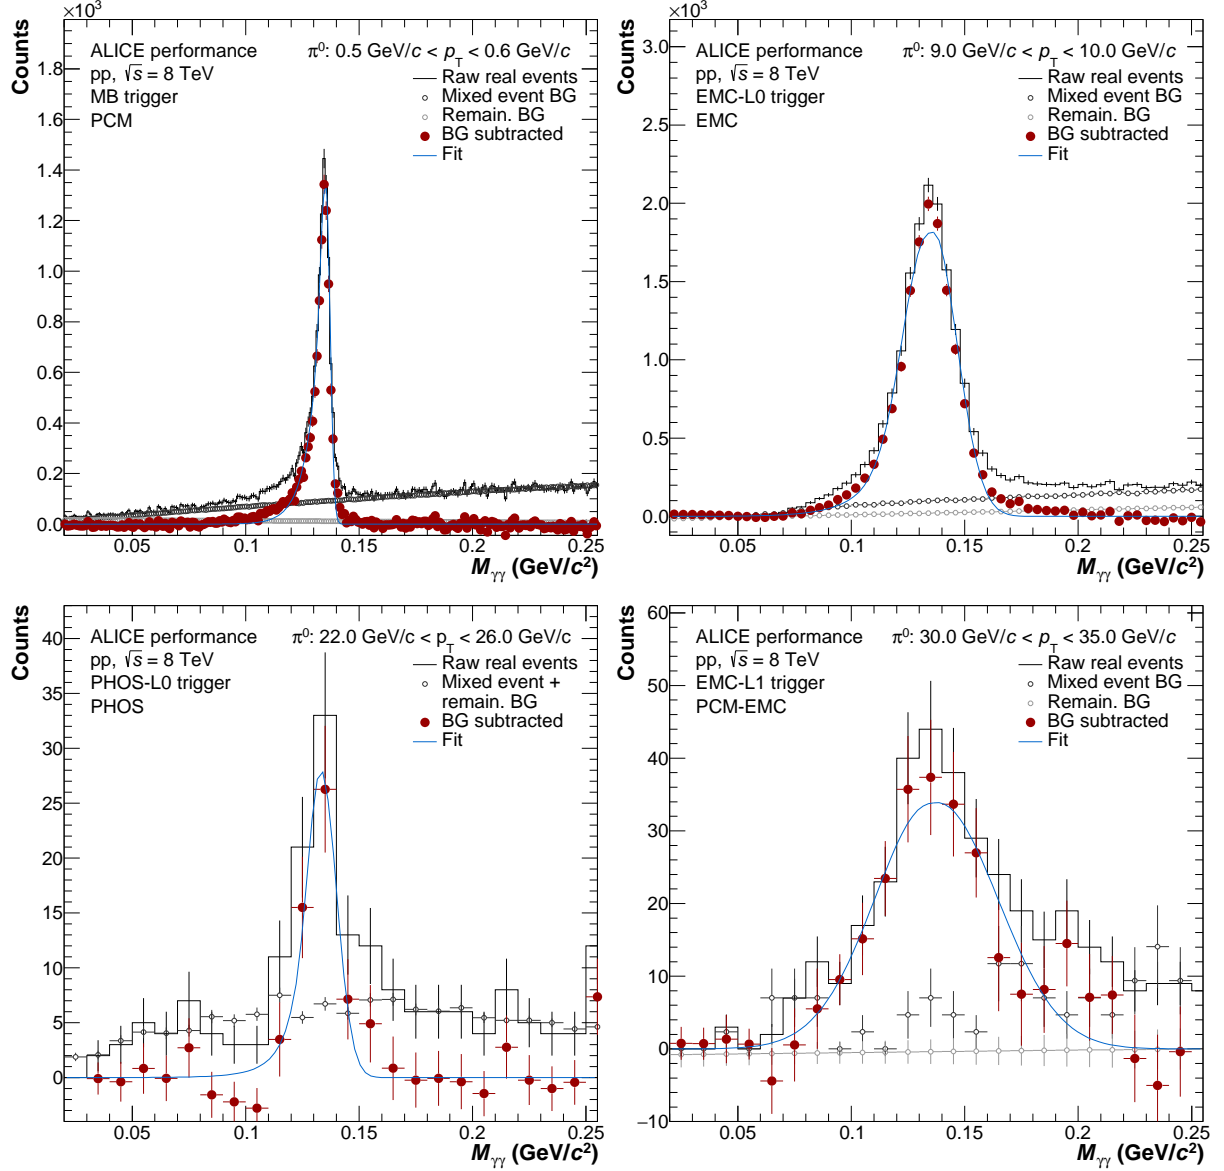 ×10³
Counts
1.8
1.6
1.4
1.2
1.0
0.8
0.6
0.4
0.2
0.0
ALICE performance
pp, √s = 8 TeV
MB trigger
PCM
π⁰: 0.5 GeV/c < p_T < 0.6 GeV/c
Raw real events
Mixed event BG
Remain. BG
BG subtracted
Fit
0.05 0.1 0.15 0.2 0.25
M_γγ (GeV/c²)
×10³
Counts
3.0
2.5
2.0
1.5
1.0
0.5
0.0
ALICE performance
pp, √s = 8 TeV
EMC-L0 trigger
EMC
π⁰: 9.0 GeV/c < p_T < 10.0 GeV/c
Raw real events
Mixed event BG
Remain. BG
BG subtracted
Fit
0.05 0.1 0.15 0.2 0.25
M_γγ (GeV/c²)
Counts
40
35
30
25
20
15
10
5
0
ALICE performance
pp, √s = 8 TeV
PHOS-L0 trigger
PHOS
π⁰: 22.0 GeV/c < p_T < 26.0 GeV/c
Raw real events
Mixed event +
remain. BG
BG subtracted
Fit
0.05 0.1 0.15 0.2 0.25
M_γγ (GeV/c²)
Counts
60
50
40
30
20
10
0
−10
ALICE performance
pp, √s = 8 TeV
EMC-L1 trigger
PCM-EMC
π⁰: 30.0 GeV/c < p_T < 35.0 GeV/c
Raw real events
Mixed event BG
Remain. BG
BG subtracted
Fit
0.05 0.1 0.15 0.2 0.25
M_γγ (GeV/c²)